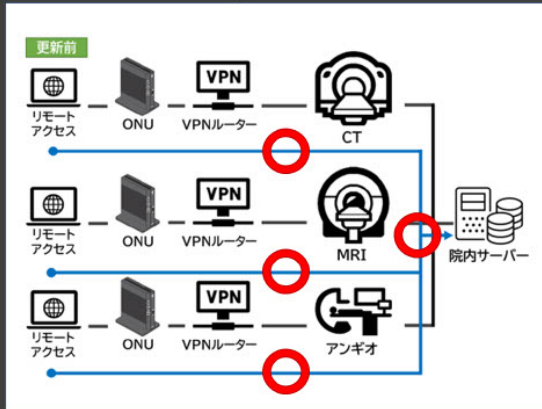 更新前
リモート
アクセス
ONU
VPN
VPNルーター
CT
リモート
アクセス
ONU
VPN
VPNルーター
MRI
院内サーバー
リモート
アクセス
ONU
VPN
VPNルーター
アンギオ